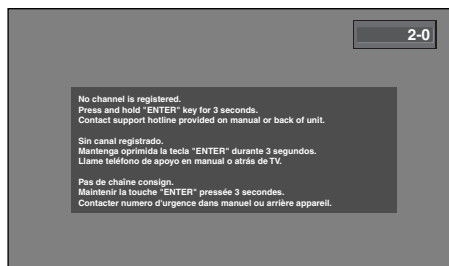 2-0
No channel is registered.
Press and hold "ENTER" key for 3 seconds.
Contact support hotline provided on manual or back of unit.
Sin canal registrado.
Mantenga oprimida la tecla "ENTER" durante 3 segundos.
Llame teléfono de apoyo en manual o atrás de TV.
Pas de chaîne consign.
Maintenir la touche "ENTER" pressée 3 secondes.
Contacter numero d'urgence dans manuel ou arrière appareil.